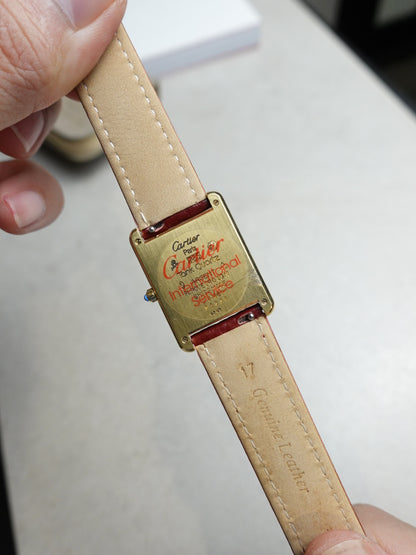 Cartier
Paris
Cartier
Tank Quartz
International
Service
17
Genuine Leather